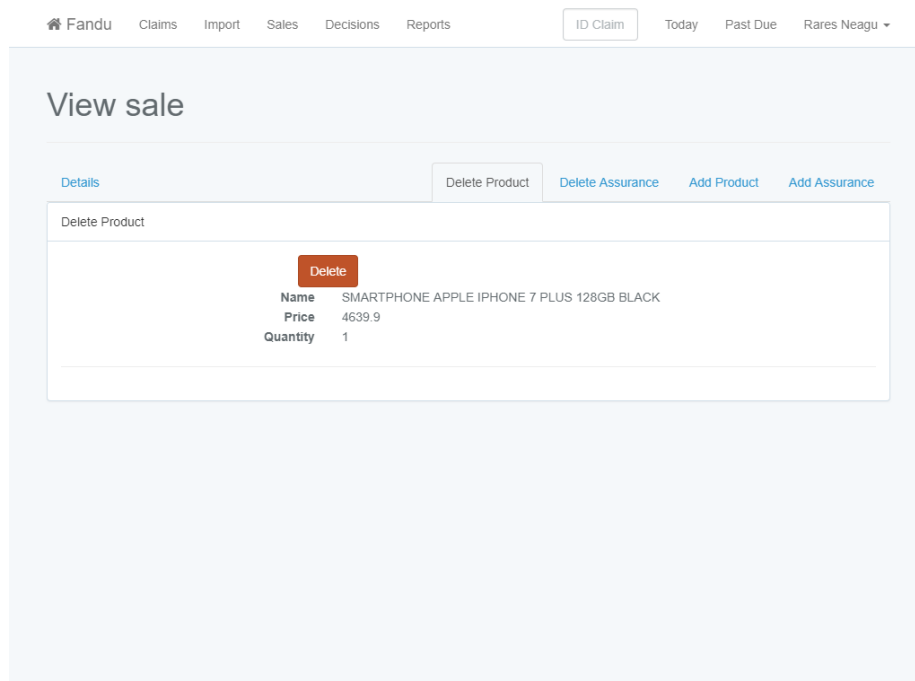 Fandu Claims Import Sales Decisions Reports ID Claim Today Past Due Rares Neagu
View sale
Details Delete Product Delete Assurance Add Product Add Assurance
Delete Product
Delete
Name SMARTPHONE APPLE IPHONE 7 PLUS 128GB BLACK
Price 4639.9
Quantity 1